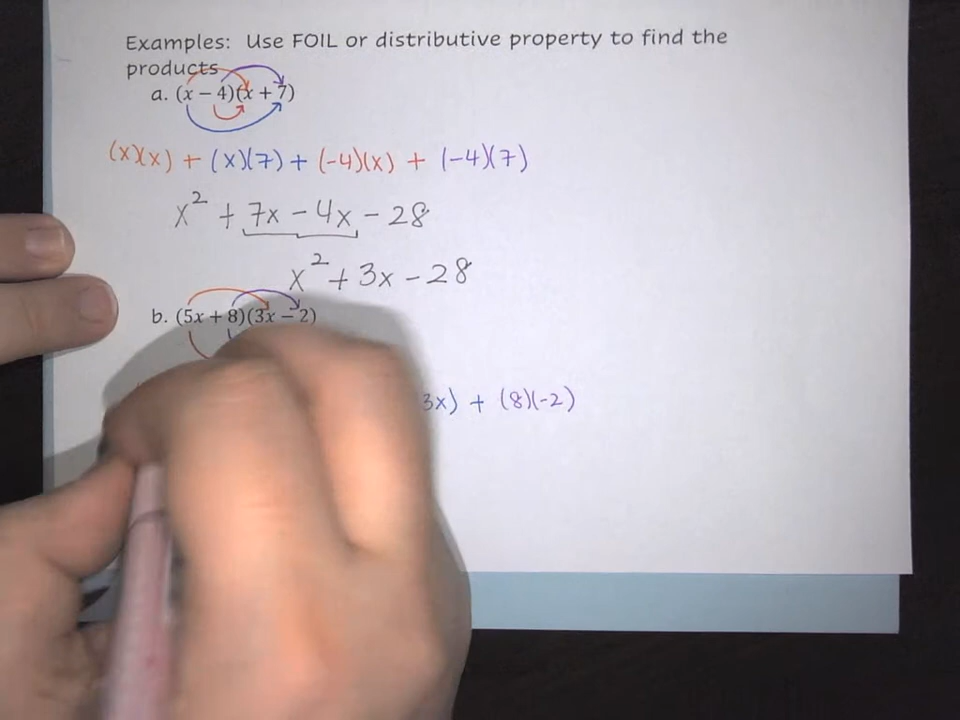 Examples: Use FOIL or distributive property to find the
products
a. (x – 4)(x + 7)
(x)(x) + (x)(7) + (-4)(x) + (-4)(7)
x² + 7x - 4x - 28
x² + 3x - 28
b. (5x + 8)(3x – 2)
3x) + (8)(-2)